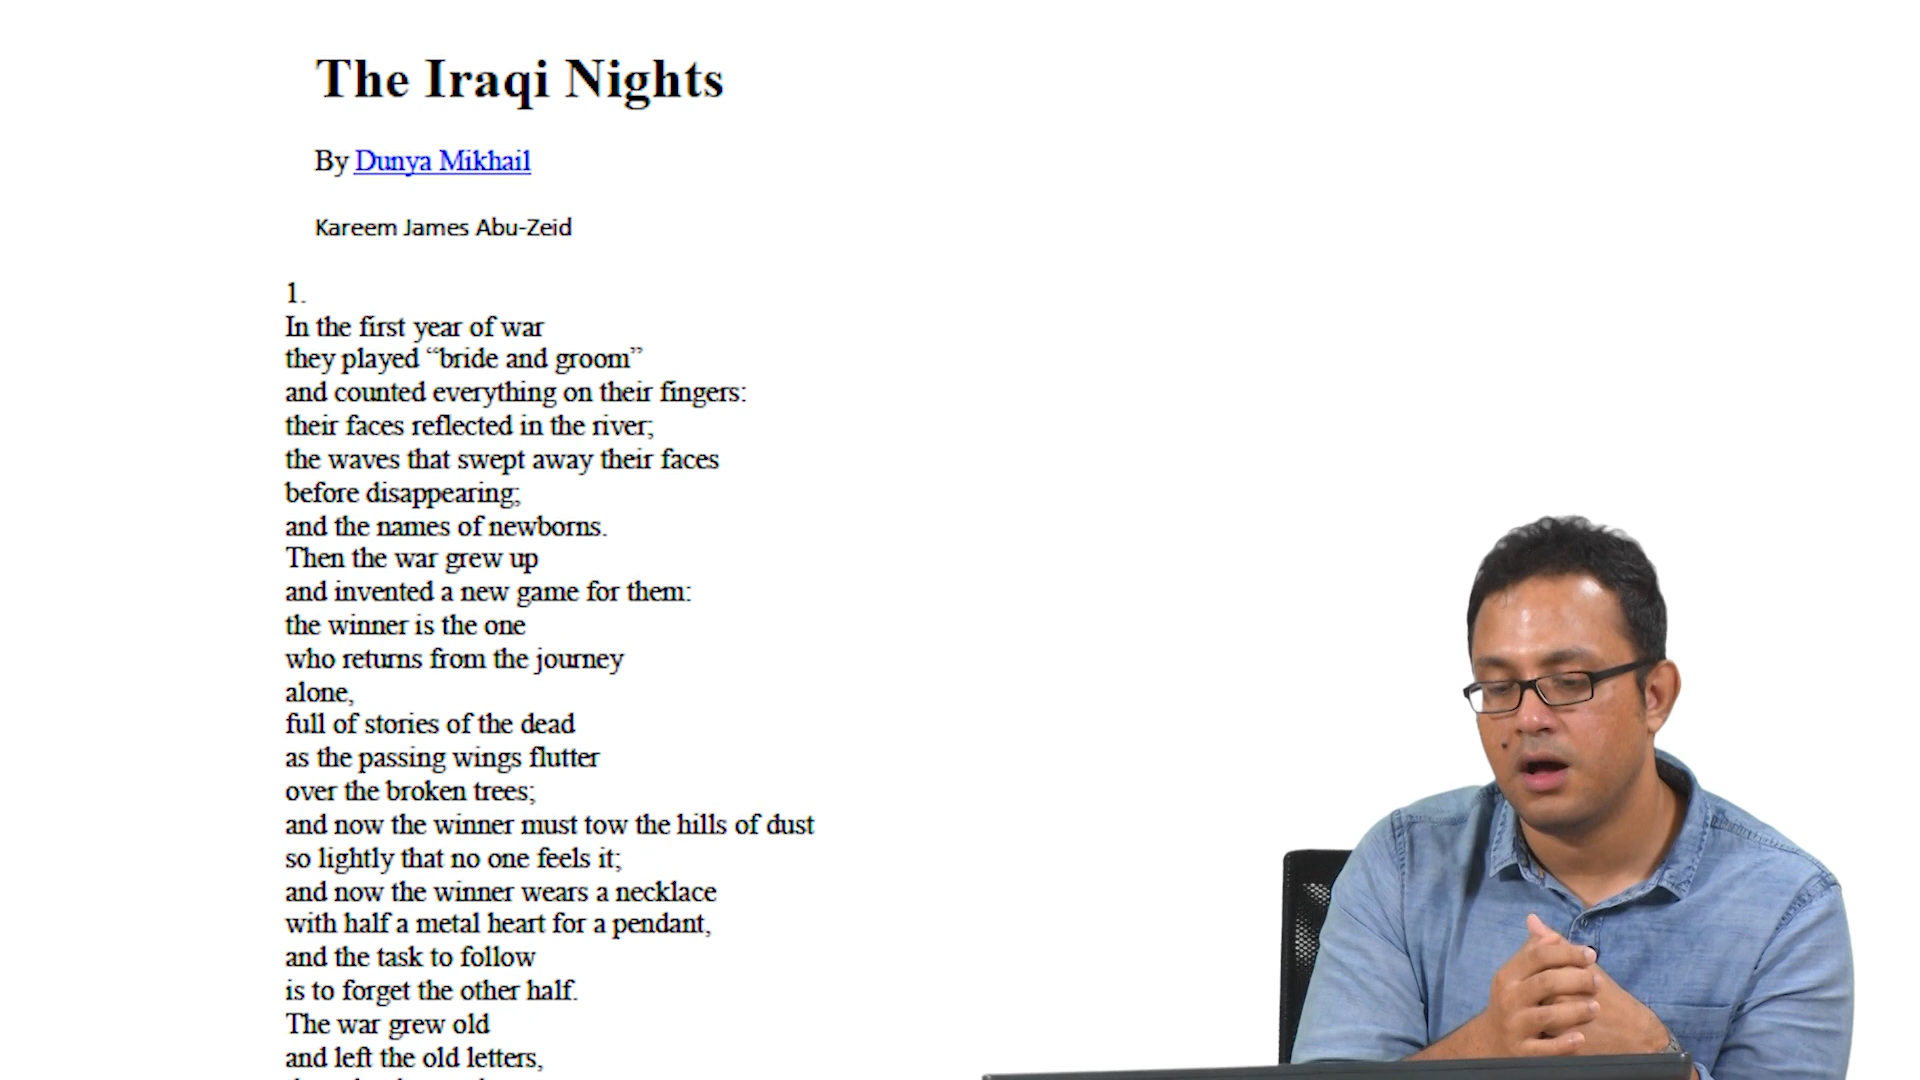 The Iraqi Nights
By Dunya Mikhail
Kareem James Abu-Zeid
1.
In the first year of war
they played “bride and groom”
and counted everything on their fingers:
their faces reflected in the river;
the waves that swept away their faces
before disappearing;
and the names of newborns.
Then the war grew up
and invented a new game for them:
the winner is the one
who returns from the journey
alone,
full of stories of the dead
as the passing wings flutter
over the broken trees;
and now the winner must tow the hills of dust
so lightly that no one feels it;
and now the winner wears a necklace
with half a metal heart for a pendant,
and the task to follow
is to forget the other half.
The war grew old
and left the old letters,